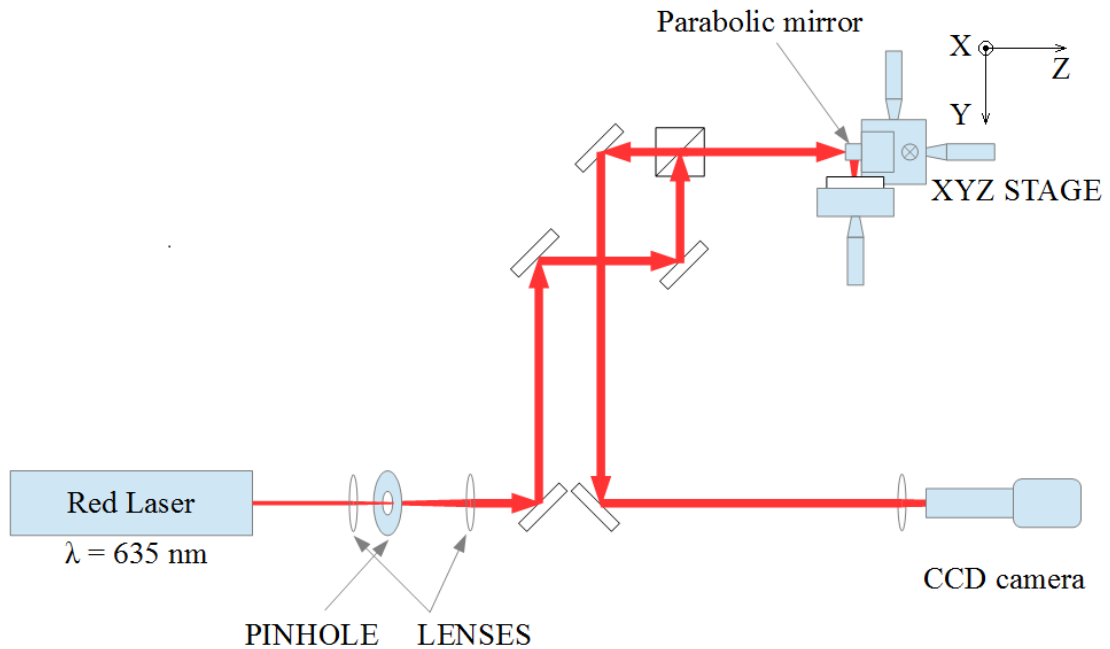 Parabolic mirror
X
Z
Y
XYZ STAGE
Red Laser
λ = 635 nm
CCD camera
PINHOLE
LENSES